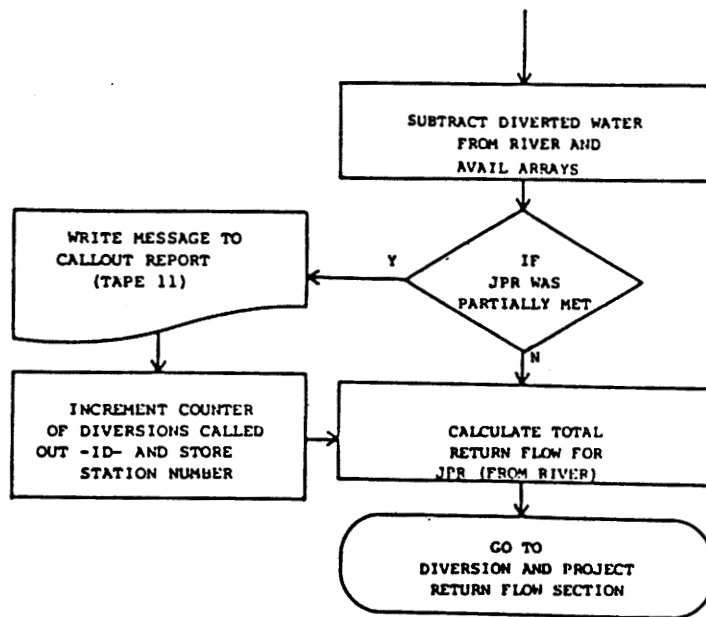 SUBTRACT DIVERTED WATER
FROM RIVER AND
AVAIL ARRAYS
IF
JPR WAS
PARTIALLY MET
Y
N
WRITE MESSAGE TO
CALLOUT REPORT
(TAPE 11)
INCREMENT COUNTER
OF DIVERSIONS CALLED
OUT -ID- AND STORE
STATION NUMBER
CALCULATE TOTAL
RETURN FLOW FOR
JPR (FROM RIVER)
GO TO
DIVERSION AND PROJECT
RETURN FLOW SECTION